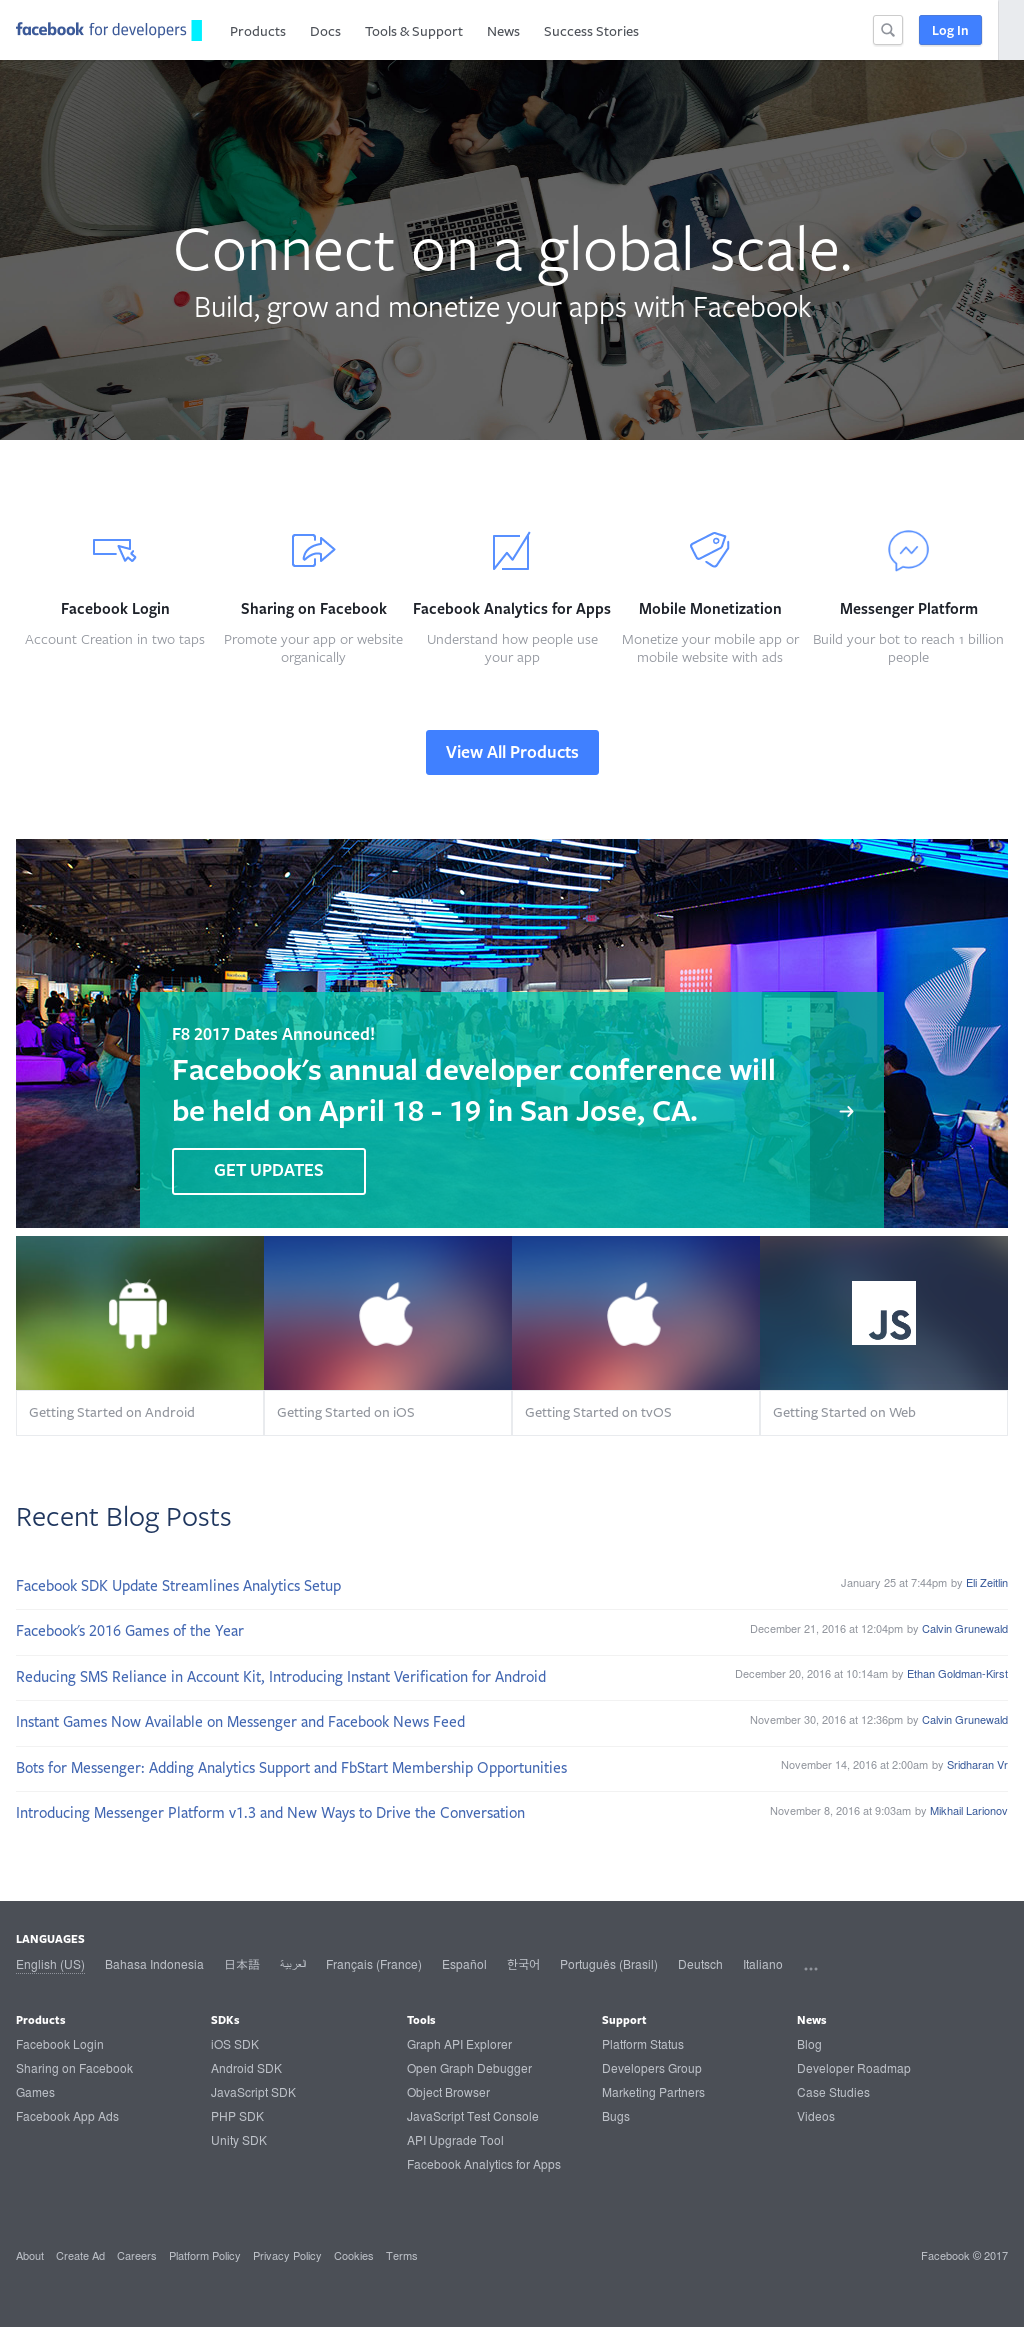 facebook for developers
Products Docs Tools & Support News Success Stories
Log In
facebook
Connect on a global scale.
Build, grow and monetize your apps with Facebook
Facebook Login
Account Creation in two taps
Sharing on Facebook
Promote your app or website
organically
Facebook Analytics for Apps
Understand how people use
your app
Mobile Monetization
Monetize your mobile app or
mobile website with ads
Messenger Platform
Build your bot to reach 1 billion
people
View All Products
F8 2017 Dates Announced!
Facebook's annual developer conference will
be held on April 18 - 19 in San Jose, CA.
GET UPDATES
JS
Getting Started on Android
Getting Started on iOS
Getting Started on tvOS
Getting Started on Web
Recent Blog Posts
Facebook SDK Update Streamlines Analytics Setup January 25 at 7:44pm by Eli Zeitlin
Facebook's 2016 Games of the Year December 21, 2016 at 12:04pm by Calvin Grunewald
Reducing SMS Reliance in Account Kit, Introducing Instant Verification for Android December 20, 2016 at 10:14am by Ethan Goldman-Kirst
Instant Games Now Available on Messenger and Facebook News Feed November 30, 2016 at 12:36pm by Calvin Grunewald
Bots for Messenger: Adding Analytics Support and FbStart Membership Opportunities November 14, 2016 at 2:00am by Sridharan Vr
Introducing Messenger Platform v1.3 and New Ways to Drive the Conversation November 8, 2016 at 9:03am by Mikhail Larionov
LANGUAGES
English (US) Bahasa Indonesia 日本語 العربية Français (France) Español 한국어 Português (Brasil) Deutsch Italiano ...
Products
Facebook Login
Sharing on Facebook
Games
Facebook App Ads
SDKs
iOS SDK
Android SDK
JavaScript SDK
PHP SDK
Unity SDK
Tools
Graph API Explorer
Open Graph Debugger
Object Browser
JavaScript Test Console
API Upgrade Tool
Facebook Analytics for Apps
Support
Platform Status
Developers Group
Marketing Partners
Bugs
News
Blog
Developer Roadmap
Case Studies
Videos
About Create Ad Careers Platform Policy Privacy Policy Cookies Terms
Facebook © 2017